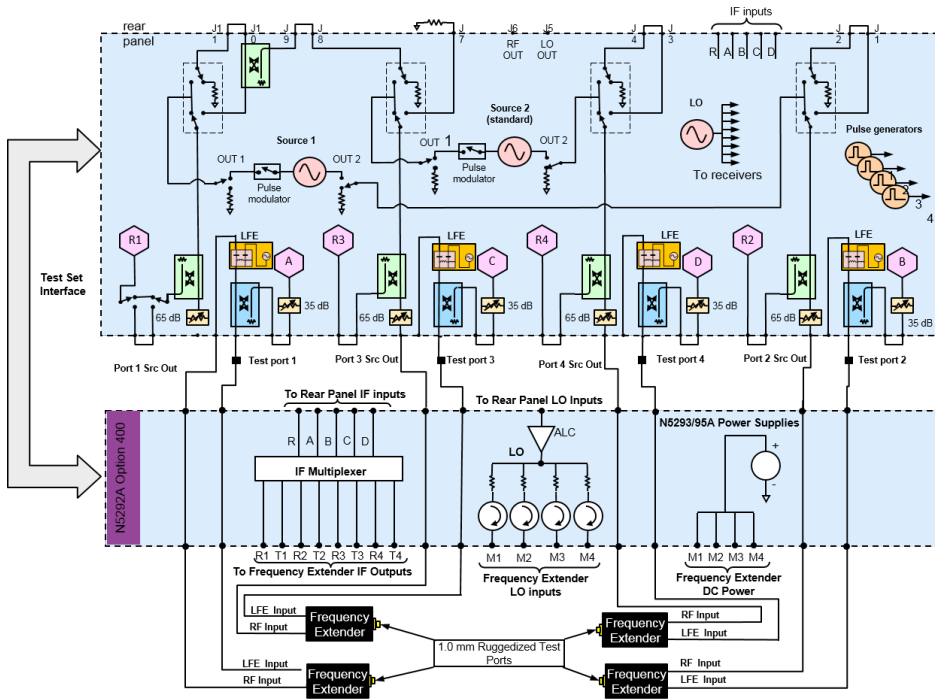 rear
panel
J1
1
J1
0
J
9
J
8
J
7
J6
RF
OUT
J5
LO
OUT
J
4
J
3
IF inputs
R
A
B
C
D
J
2
J
1
Source 1
OUT 1
OUT 2
Pulse
modulator
Source 2
(standard)
OUT 1
OUT 2
Pulse
modulator
LO
To receivers
Pulse generators
1
2
3
4
Test Set
Interface
R1
LFE
A
65 dB
35 dB
R3
LFE
C
65 dB
35 dB
R4
LFE
D
65 dB
35 dB
R2
LFE
B
65 dB
35 dB
Port 1 Src Out
Test port 1
Port 3 Src Out
Test port 3
Port 4 Src Out
Test port 4
Port 2 Src Out
Test port 2
N5292A Option 400
To Rear Panel IF inputs
R
A
B
C
D
IF Multiplexer
R1 T1 R2 T2 R3 T3 R4 T4
To Frequency Extender IF Outputs
To Rear Panel LO Inputs
ALC
LO
M1 M2 M3 M4
Frequency Extender
LO inputs
N5293/95A Power Supplies
+
-
M1 M2 M3 M4
Frequency Extender
DC Power
LFE Input
RF Input
Frequency
Extender
LFE Input
RF Input
Frequency
Extender
1.0 mm Ruggedized Test
Ports
Frequency
Extender
RF Input
LFE Input
Frequency
Extender
RF Input
LFE Input